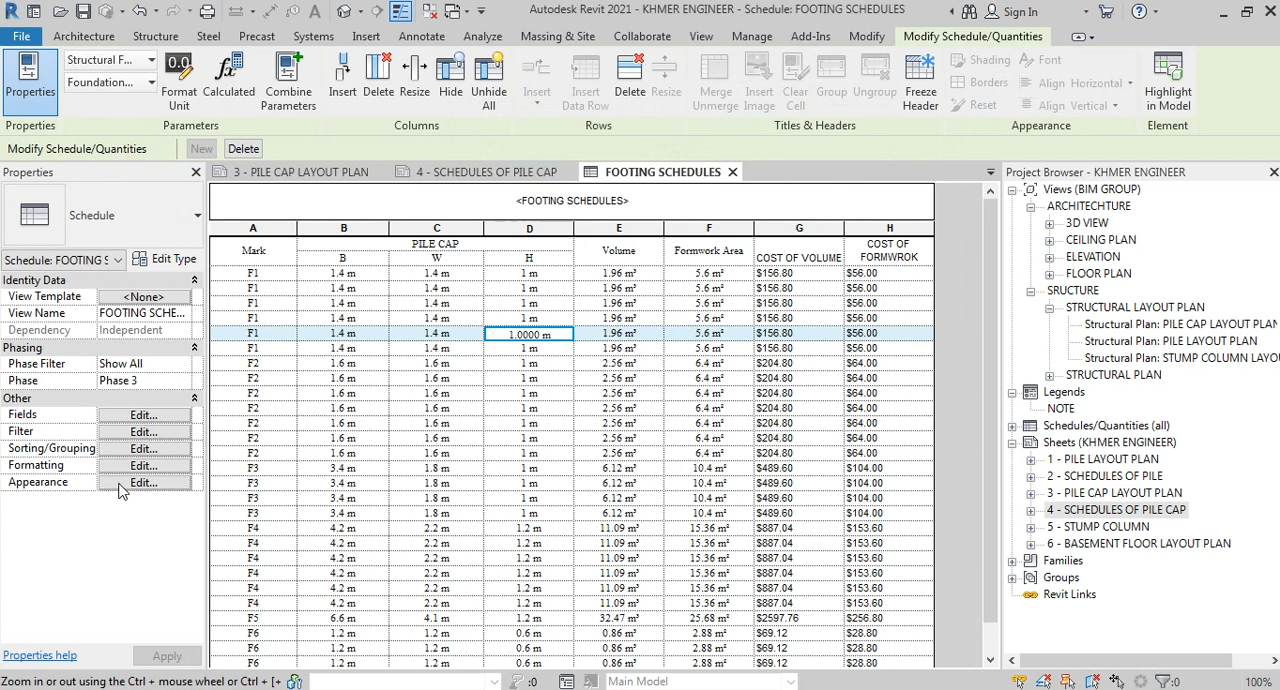 Autodesk Revit 2021 - KHMER ENGINEER - Schedule: FOOTING SCHEDULES
Sign In
File Architecture Structure Steel Precast Systems Insert Annotate Analyze Massing & Site Collaborate View Manage Add-Ins Modify Modify Schedule/Quantities
Properties
Structural F...
Foundation...
Format Unit
Calculated
Combine Parameters
Insert Delete Resize Hide Unhide All
Insert
Insert Data Row
Delete Resize
Merge Unmerge
Insert Image
Clear Cell
Group Ungroup
Freeze Header
Shading
Borders
Reset
Font
Align Horizontal
Align Vertical
Highlight in Model
Properties Parameters Columns Rows Titles & Headers Appearance Element
Modify Schedule/Quantities New Delete
Properties
Schedule
Schedule: FOOTING S Edit Type
Identity Data
View Template <None>
View Name FOOTING SCHE...
Dependency Independent
Phasing
Phase Filter Show All
Phase Phase 3
Other
Fields Edit...
Filter Edit...
Sorting/Grouping Edit...
Formatting Edit...
Appearance Edit...
Properties help Apply
3 - PILE CAP LAYOUT PLAN 4 - SCHEDULES OF PILE CAP FOOTING SCHEDULES
<FOOTING SCHEDULES>
A B C D E F G H
Mark PILE CAP Volume Formwork Area COST OF VOLUME COST OF FORMWROK
B W H
F1 1.4 m 1.4 m 1 m 1.96 m³ 5.6 m² $156.80 $56.00
F1 1.4 m 1.4 m 1 m 1.96 m³ 5.6 m² $156.80 $56.00
F1 1.4 m 1.4 m 1 m 1.96 m³ 5.6 m² $156.80 $56.00
F1 1.4 m 1.4 m 1 m 1.96 m³ 5.6 m² $156.80 $56.00
F1 1.4 m 1.4 m 1.0000 m 1.96 m³ 5.6 m² $156.80 $56.00
F1 1.4 m 1.4 m 1 m 1.96 m³ 5.6 m² $156.80 $56.00
F2 1.6 m 1.6 m 1 m 2.56 m³ 6.4 m² $204.80 $64.00
F2 1.6 m 1.6 m 1 m 2.56 m³ 6.4 m² $204.80 $64.00
F2 1.6 m 1.6 m 1 m 2.56 m³ 6.4 m² $204.80 $64.00
F2 1.6 m 1.6 m 1 m 2.56 m³ 6.4 m² $204.80 $64.00
F2 1.6 m 1.6 m 1 m 2.56 m³ 6.4 m² $204.80 $64.00
F2 1.6 m 1.6 m 1 m 2.56 m³ 6.4 m² $204.80 $64.00
F2 1.6 m 1.6 m 1 m 2.56 m³ 6.4 m² $204.80 $64.00
F3 3.4 m 1.8 m 1 m 6.12 m³ 10.4 m² $489.60 $104.00
F3 3.4 m 1.8 m 1 m 6.12 m³ 10.4 m² $489.60 $104.00
F3 3.4 m 1.8 m 1 m 6.12 m³ 10.4 m² $489.60 $104.00
F3 3.4 m 1.8 m 1 m 6.12 m³ 10.4 m² $489.60 $104.00
F4 4.2 m 2.2 m 1.2 m 11.09 m³ 15.36 m² $887.04 $153.60
F4 4.2 m 2.2 m 1.2 m 11.09 m³ 15.36 m² $887.04 $153.60
F4 4.2 m 2.2 m 1.2 m 11.09 m³ 15.36 m² $887.04 $153.60
F4 4.2 m 2.2 m 1.2 m 11.09 m³ 15.36 m² $887.04 $153.60
F4 4.2 m 2.2 m 1.2 m 11.09 m³ 15.36 m² $887.04 $153.60
F4 4.2 m 2.2 m 1.2 m 11.09 m³ 15.36 m² $887.04 $153.60
F5 6.6 m 4.1 m 1.2 m 32.47 m³ 25.68 m² $2597.76 $256.80
F6 1.2 m 1.2 m 0.6 m 0.86 m³ 2.88 m² $69.12 $28.80
F6 1.2 m 1.2 m 0.6 m 0.86 m³ 2.88 m² $69.12 $28.80
F6 1.2 m 1.2 m 0.6 m 0.86 m³ 2.88 m² $69.12 $28.80
Project Browser - KHMER ENGINEER
Views (BIM GROUP)
ARCHITECHTURE
3D VIEW
CEILING PLAN
ELEVATION
FLOOR PLAN
SRUCTURE
STRUCTURAL LAYOUT PLAN
Structural Plan: PILE CAP LAYOUT PLAN
Structural Plan: PILE LAYOUT PLAN
Structural Plan: STUMP COLUMN LAYO
STRUCTURAL PLAN
Legends
NOTE
Schedules/Quantities (all)
Sheets (KHMER ENGINEER)
1 - PILE LAYOUT PLAN
2 - SCHEDULES OF PILE
3 - PILE CAP LAYOUT PLAN
4 - SCHEDULES OF PILE CAP
5 - STUMP COLUMN
6 - BASEMENT FLOOR LAYOUT PLAN
Families
Groups
Revit Links
Zoom in or out using the Ctrl + mouse wheel or Ctrl + [+ :0 Main Model :0 100%